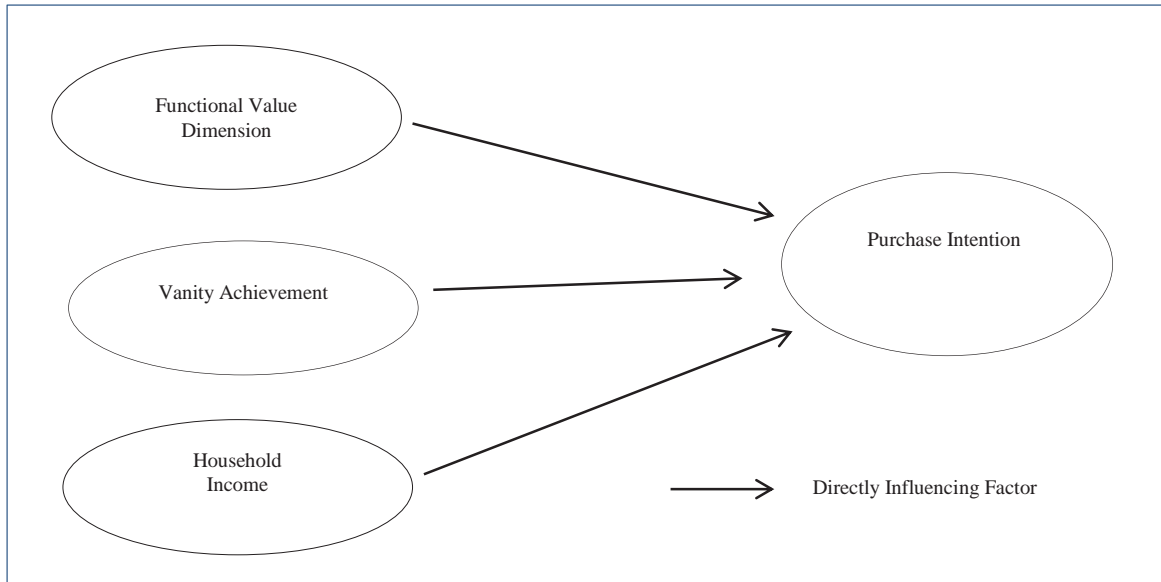 Functional Value
Dimension
Purchase Intention
Vanity Achievement
Household
Income
Directly Influencing Factor